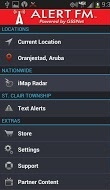 ALERT FM.
Powered by GSSNet
LOCATIONS
Current Location
Oranjestad, Aruba
NATIONWIDE
iMap Radar
ST. CLAIR TOWNSHIP
Text Alerts
EXTRAS
Store
Settings
Support
Partner Content